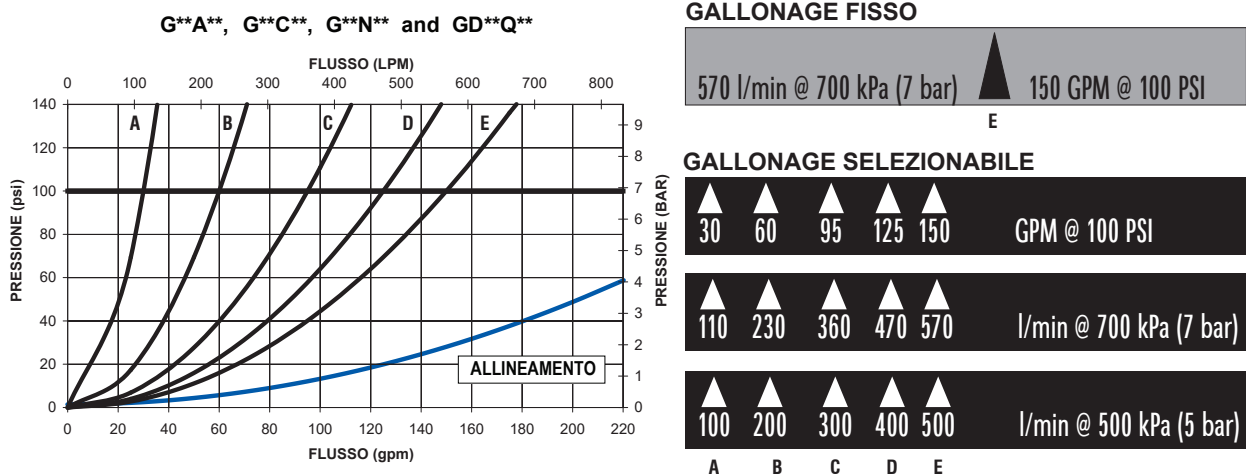 G**A**, G**C**, G**N** and GD**Q**
FLUSSO (LPM)
0 100 200 300 400 500 600 700 800
PRESSIONE (psi)
140
120
100
80
60
40
20
0
A B C D E
ALLINEAMENTO
9
8
7
6
5
4
3
2
1
0
PRESSIONE (BAR)
0 20 40 60 80 100 120 140 160 180 200 220
FLUSSO (gpm)
GALLONAGE FISSO
570 l/min @ 700 kPa (7 bar) 150 GPM @ 100 PSI
E
GALLONAGE SELEZIONABILE
30 60 95 125 150 GPM @ 100 PSI
110 230 360 470 570 l/min @ 700 kPa (7 bar)
100 200 300 400 500 l/min @ 500 kPa (5 bar)
A B C D E